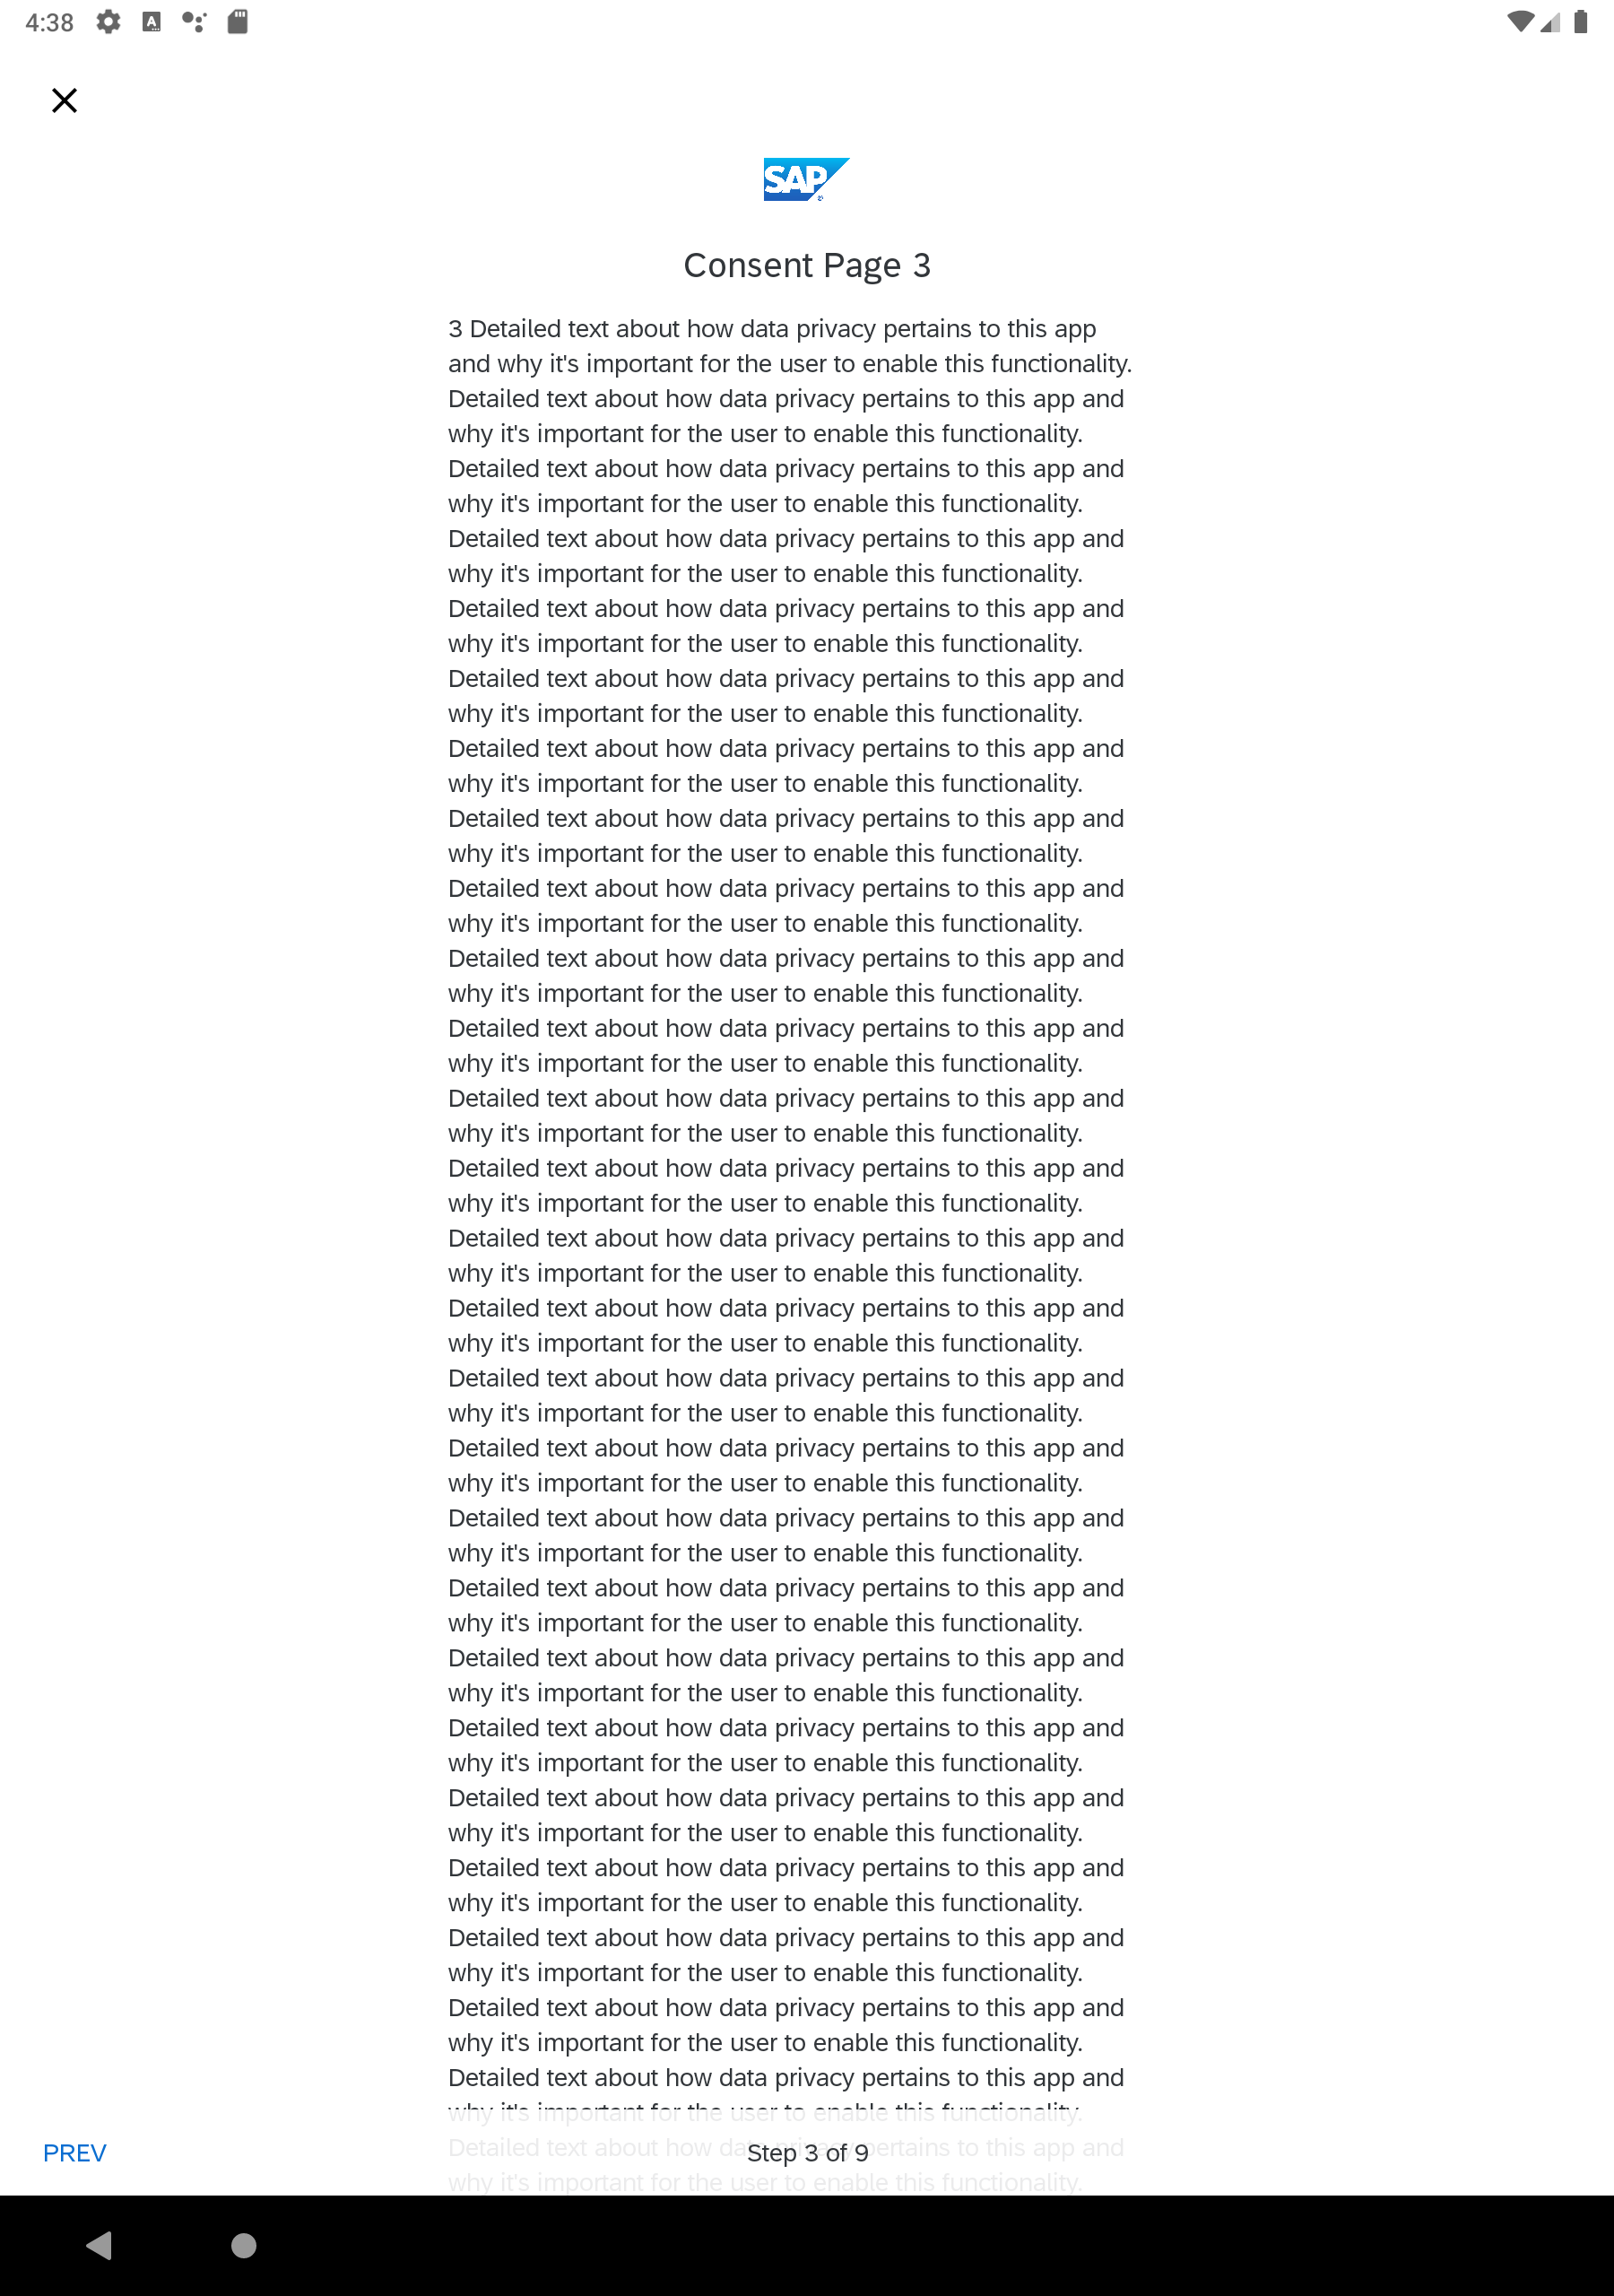 4:38
SAP
Consent Page 3
3 Detailed text about how data privacy pertains to this app
and why it's important for the user to enable this functionality.
Detailed text about how data privacy pertains to this app and
why it's important for the user to enable this functionality.
Detailed text about how data privacy pertains to this app and
why it's important for the user to enable this functionality.
Detailed text about how data privacy pertains to this app and
why it's important for the user to enable this functionality.
Detailed text about how data privacy pertains to this app and
why it's important for the user to enable this functionality.
Detailed text about how data privacy pertains to this app and
why it's important for the user to enable this functionality.
Detailed text about how data privacy pertains to this app and
why it's important for the user to enable this functionality.
Detailed text about how data privacy pertains to this app and
why it's important for the user to enable this functionality.
Detailed text about how data privacy pertains to this app and
why it's important for the user to enable this functionality.
Detailed text about how data privacy pertains to this app and
why it's important for the user to enable this functionality.
Detailed text about how data privacy pertains to this app and
why it's important for the user to enable this functionality.
Detailed text about how data privacy pertains to this app and
why it's important for the user to enable this functionality.
Detailed text about how data privacy pertains to this app and
why it's important for the user to enable this functionality.
Detailed text about how data privacy pertains to this app and
why it's important for the user to enable this functionality.
Detailed text about how data privacy pertains to this app and
why it's important for the user to enable this functionality.
Detailed text about how data privacy pertains to this app and
why it's important for the user to enable this functionality.
Detailed text about how data privacy pertains to this app and
why it's important for the user to enable this functionality.
Detailed text about how data privacy pertains to this app and
why it's important for the user to enable this functionality.
Detailed text about how data privacy pertains to this app and
why it's important for the user to enable this functionality.
Detailed text about how data privacy pertains to this app and
why it's important for the user to enable this functionality.
Detailed text about how data privacy pertains to this app and
why it's important for the user to enable this functionality.
Detailed text about how data privacy pertains to this app and
why it's important for the user to enable this functionality.
Detailed text about how data privacy pertains to this app and
why it's important for the user to enable this functionality.
Detailed text about how data privacy pertains to this app and
why it's important for the user to enable this functionality.
Detailed text about how data privacy pertains to this app and
why it's important for the user to enable this functionality.
Detailed text about how data privacy pertains to this app and
why it's important for the user to enable this functionality.
Detailed text about how data privacy pertains to this app and
why it's important for the user to enable this functionality.
PREV
Step 3 of 9